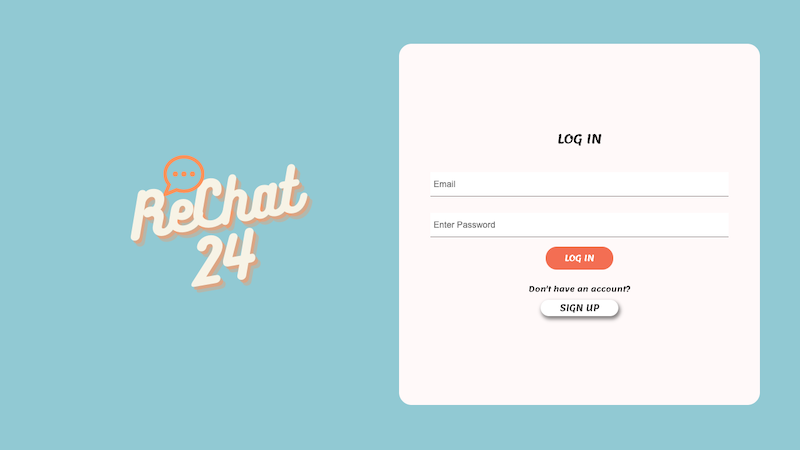 ReChat
24
LOG IN
Email
Enter Password
LOG IN
Don't have an account?
SIGN UP